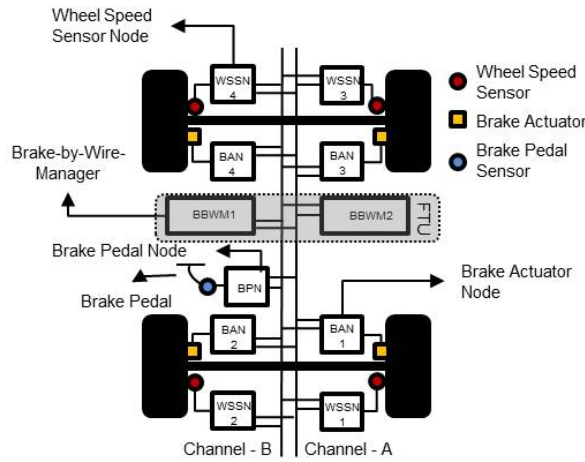 Wheel Speed
Sensor Node
WSSN
4
WSSN
3
Wheel Speed
Sensor
Brake Actuator
Brake Pedal
Sensor
BAN
4
BAN
3
Brake-by-Wire-
Manager
BBWM1
BBWM2
FTU
Brake Pedal Node
BPN
Brake Pedal
Brake Actuator
Node
BAN
2
BAN
1
WSSN
2
WSSN
1
Channel - B
Channel - A